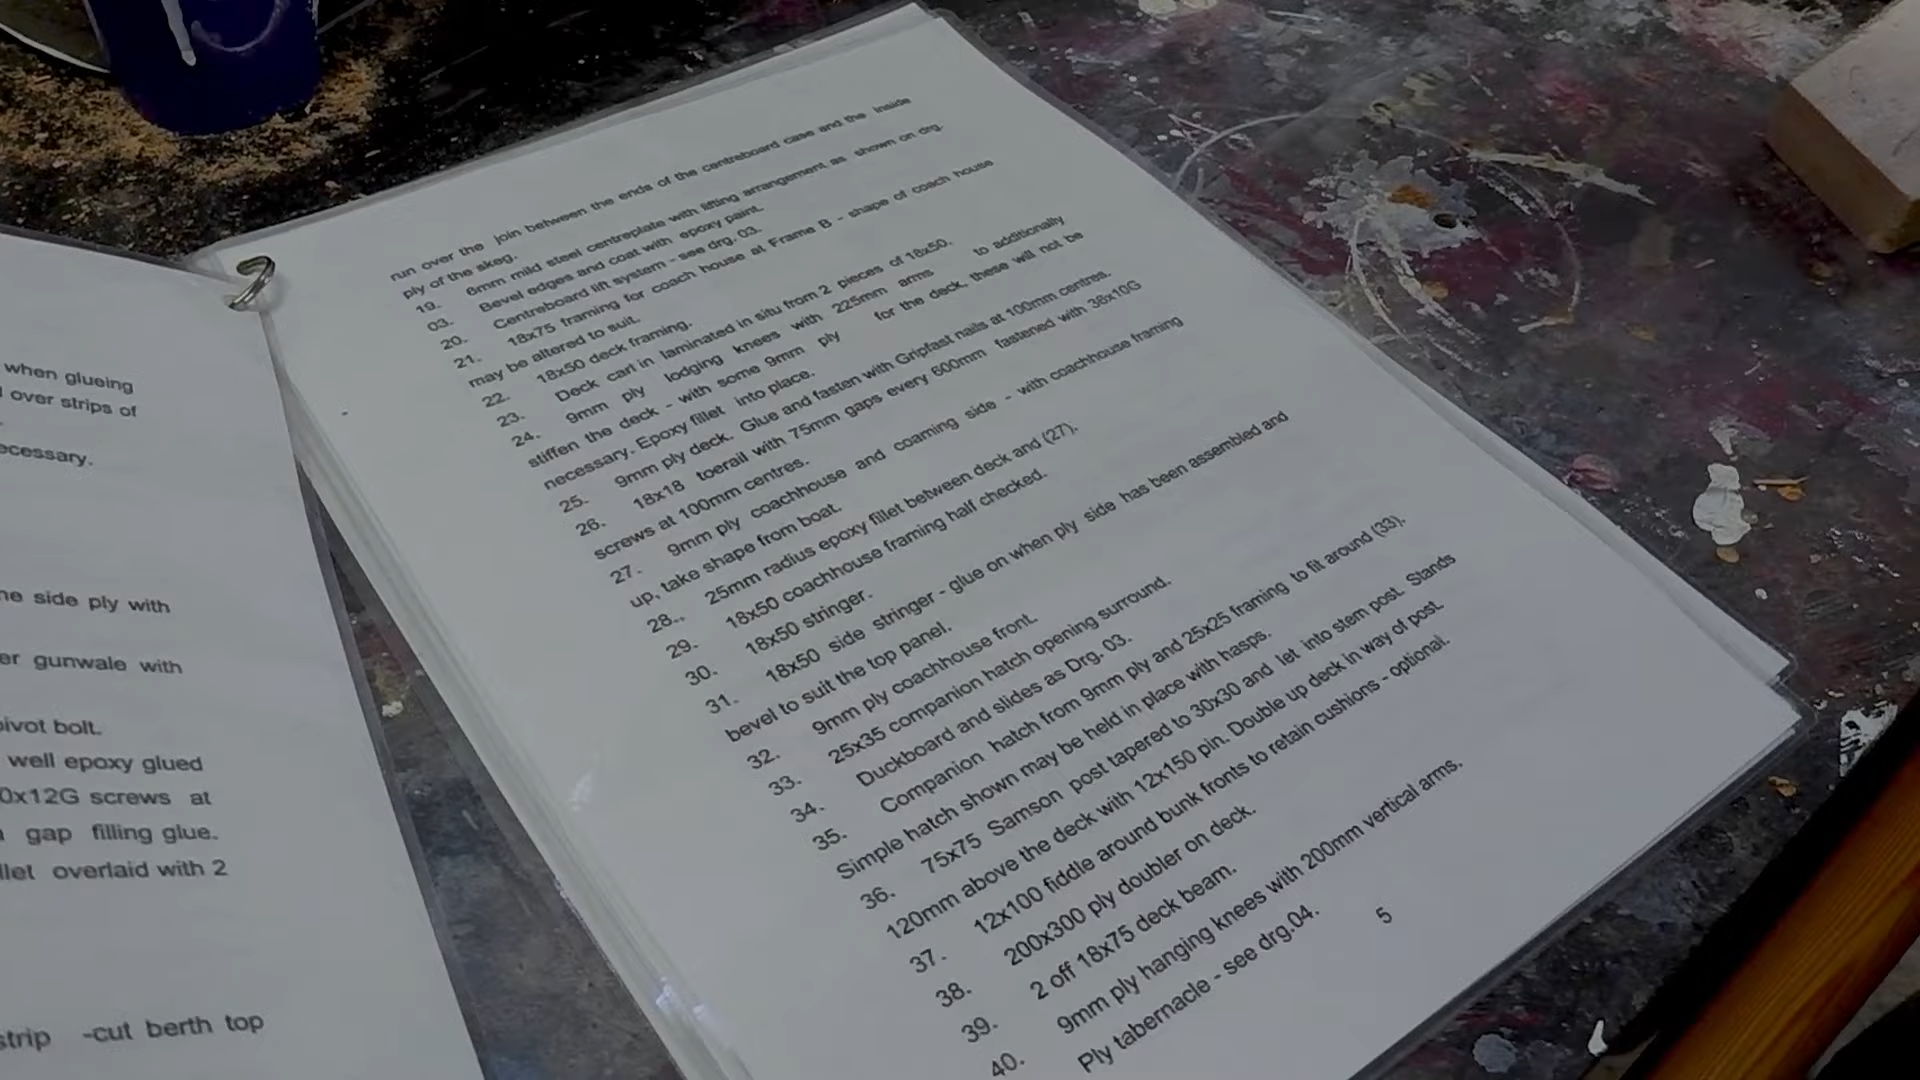 when glueing
over strips of
necessary.
side ply with
gunwale with
pivot bolt.
well epoxy glued
0x12G screws at
gap filling glue.
overlaid with 2
strip -cut berth top
run over the join between the ends of the centreboard case and the inside
ply of the skeg.
19. 6mm mild steel centreplate with lifting arrangement as shown on drg.
03. Bevel edges and coat with epoxy paint.
20. Centreboard lift system - see drg. 03.
21. 18x75 framing for coach house at Frame B - shape of coach house
may be altered to suit.
22. 18x50 deck framing.
23. Deck carlin laminated in situ from 2 pieces of 18x50.
24. 9mm ply lodging knees with 225mm arms to additionally
stiffen the deck - with some 9mm ply for the deck, these will not be
necessary. Epoxy fillet into place.
25. 9mm ply deck. Glue and fasten with Gripfast nails at 100mm centres.
26. 18x18 toerail with 75mm gaps every 600mm fastened with 36x10G
screws at 100mm centres.
27. 9mm ply coachhouse and coaming side - with coachhouse framing
up, take shape from boat.
28.. 25mm radius epoxy fillet between deck and (27).
29. 18x50 coachhouse framing half checked.
30. 18x50 stringer.
31. 18x50 side stringer - glue on when ply side has been assembled and
bevel to suit the top panel.
32. 9mm ply coachhouse front.
33. 25x35 companion hatch opening surround.
34. Duckboard and slides as Drg. 03.
35. Companion hatch from 9mm ply and 25x25 framing to fit around (33).
Simple hatch shown may be held in place with hasps.
36. 75x75 Samson post tapered to 30x30 and let into stem post. Stands
120mm above the deck with 12x150 pin. Double up deck in way of post.
37. 12x100 fiddle around bunk fronts to retain cushions - optional.
38. 200x300 ply doubler on deck.
39. 2 off 18x75 deck beam.
40. 9mm ply hanging knees with 200mm vertical arms.
Ply tabernacle - see drg.04.
5